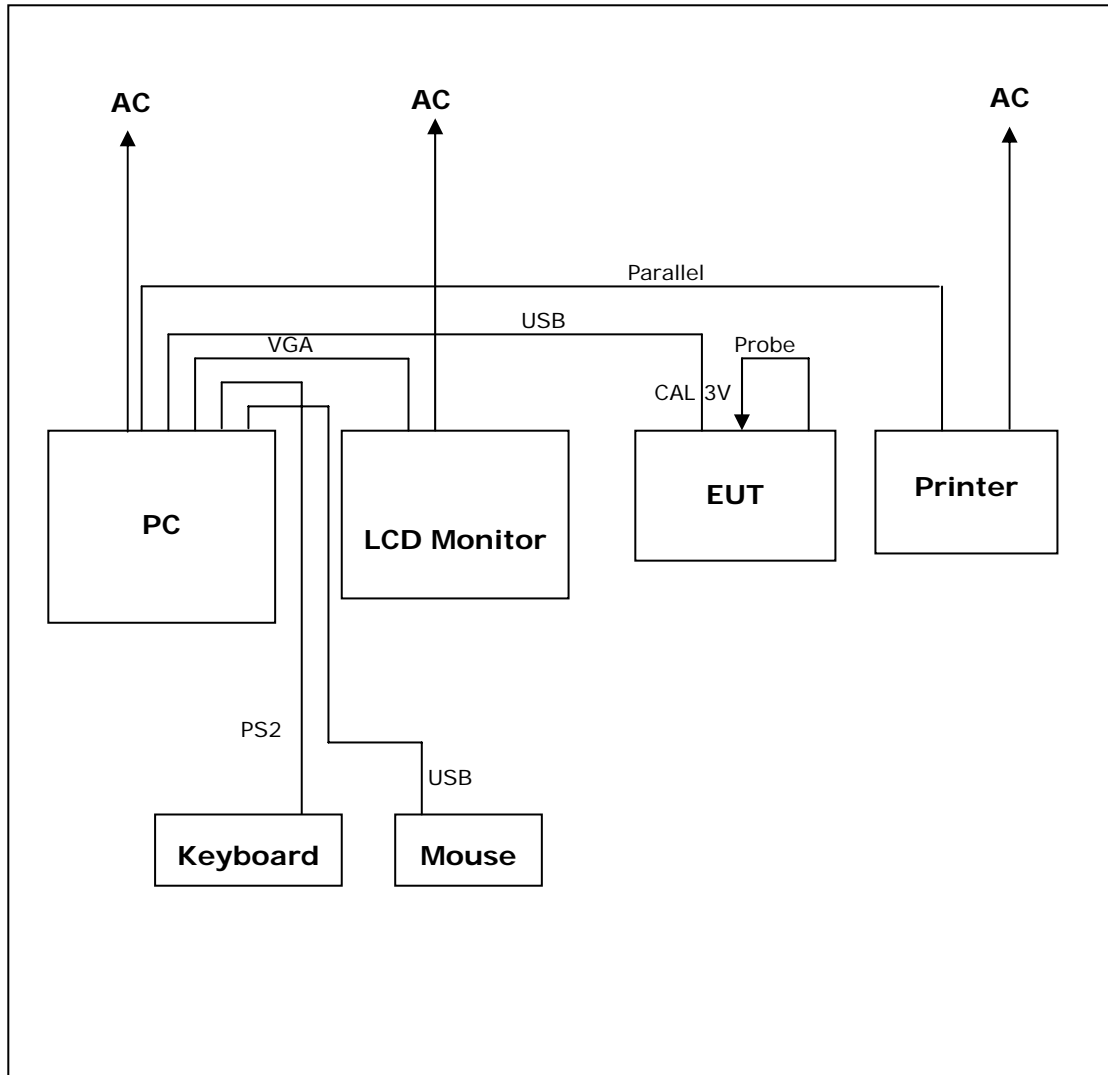 AC
AC
AC
Parallel
USB
VGA
Probe
CAL 3V
PC
LCD Monitor
EUT
Printer
PS2
USB
Keyboard
Mouse